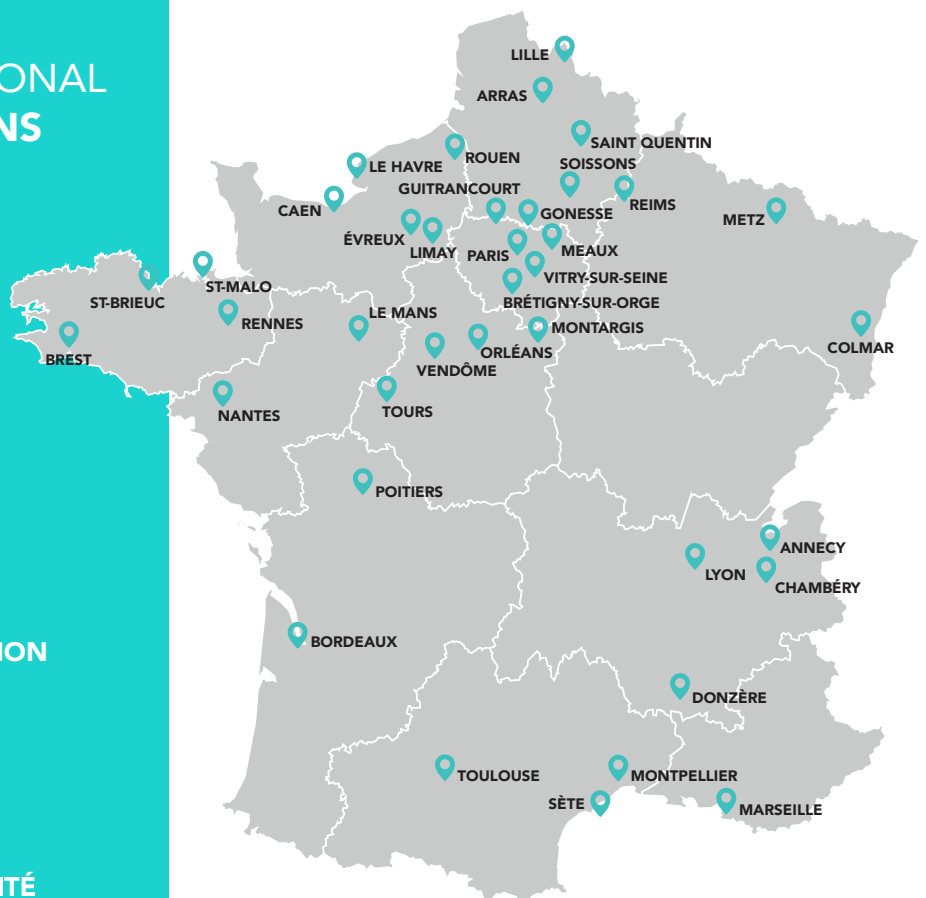 ONAL
NS
LILLE
ARRAS
SAINT QUENTIN
ROUEN
SOISSONS
LE HAVRE
GUITRANCOURT
REIMS
CAEN
GONESSE
METZ
ÉVREUX
LIMAY
PARIS
MEAUX
VITRY-SUR-SEINE
ST-MALO
ST-BRIEUC
BRÉTIGNY-SUR-ORGE
LE MANS
RENNES
MONTARGIS
COLMAR
ORLÉANS
BREST
VENDÔME
TOURS
NANTES
POITIERS
ANNECY
LYON
CHAMBÉRY
BORDEAUX
ION
DONZÈRE
TOULOUSE
MONTPELLIER
SÈTE
MARSEILLE
ITÉ